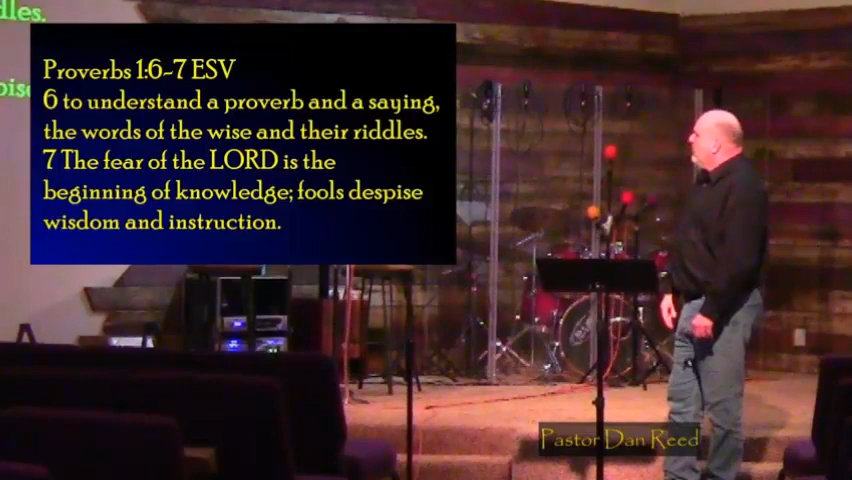 dles.
Proverbs 1:6-7 ESV
6 to understand a proverb and a saying,
the words of the wise and their riddles.
7 The fear of the LORD is the
beginning of knowledge; fools despise
wisdom and instruction.
Pastor Dan Reed